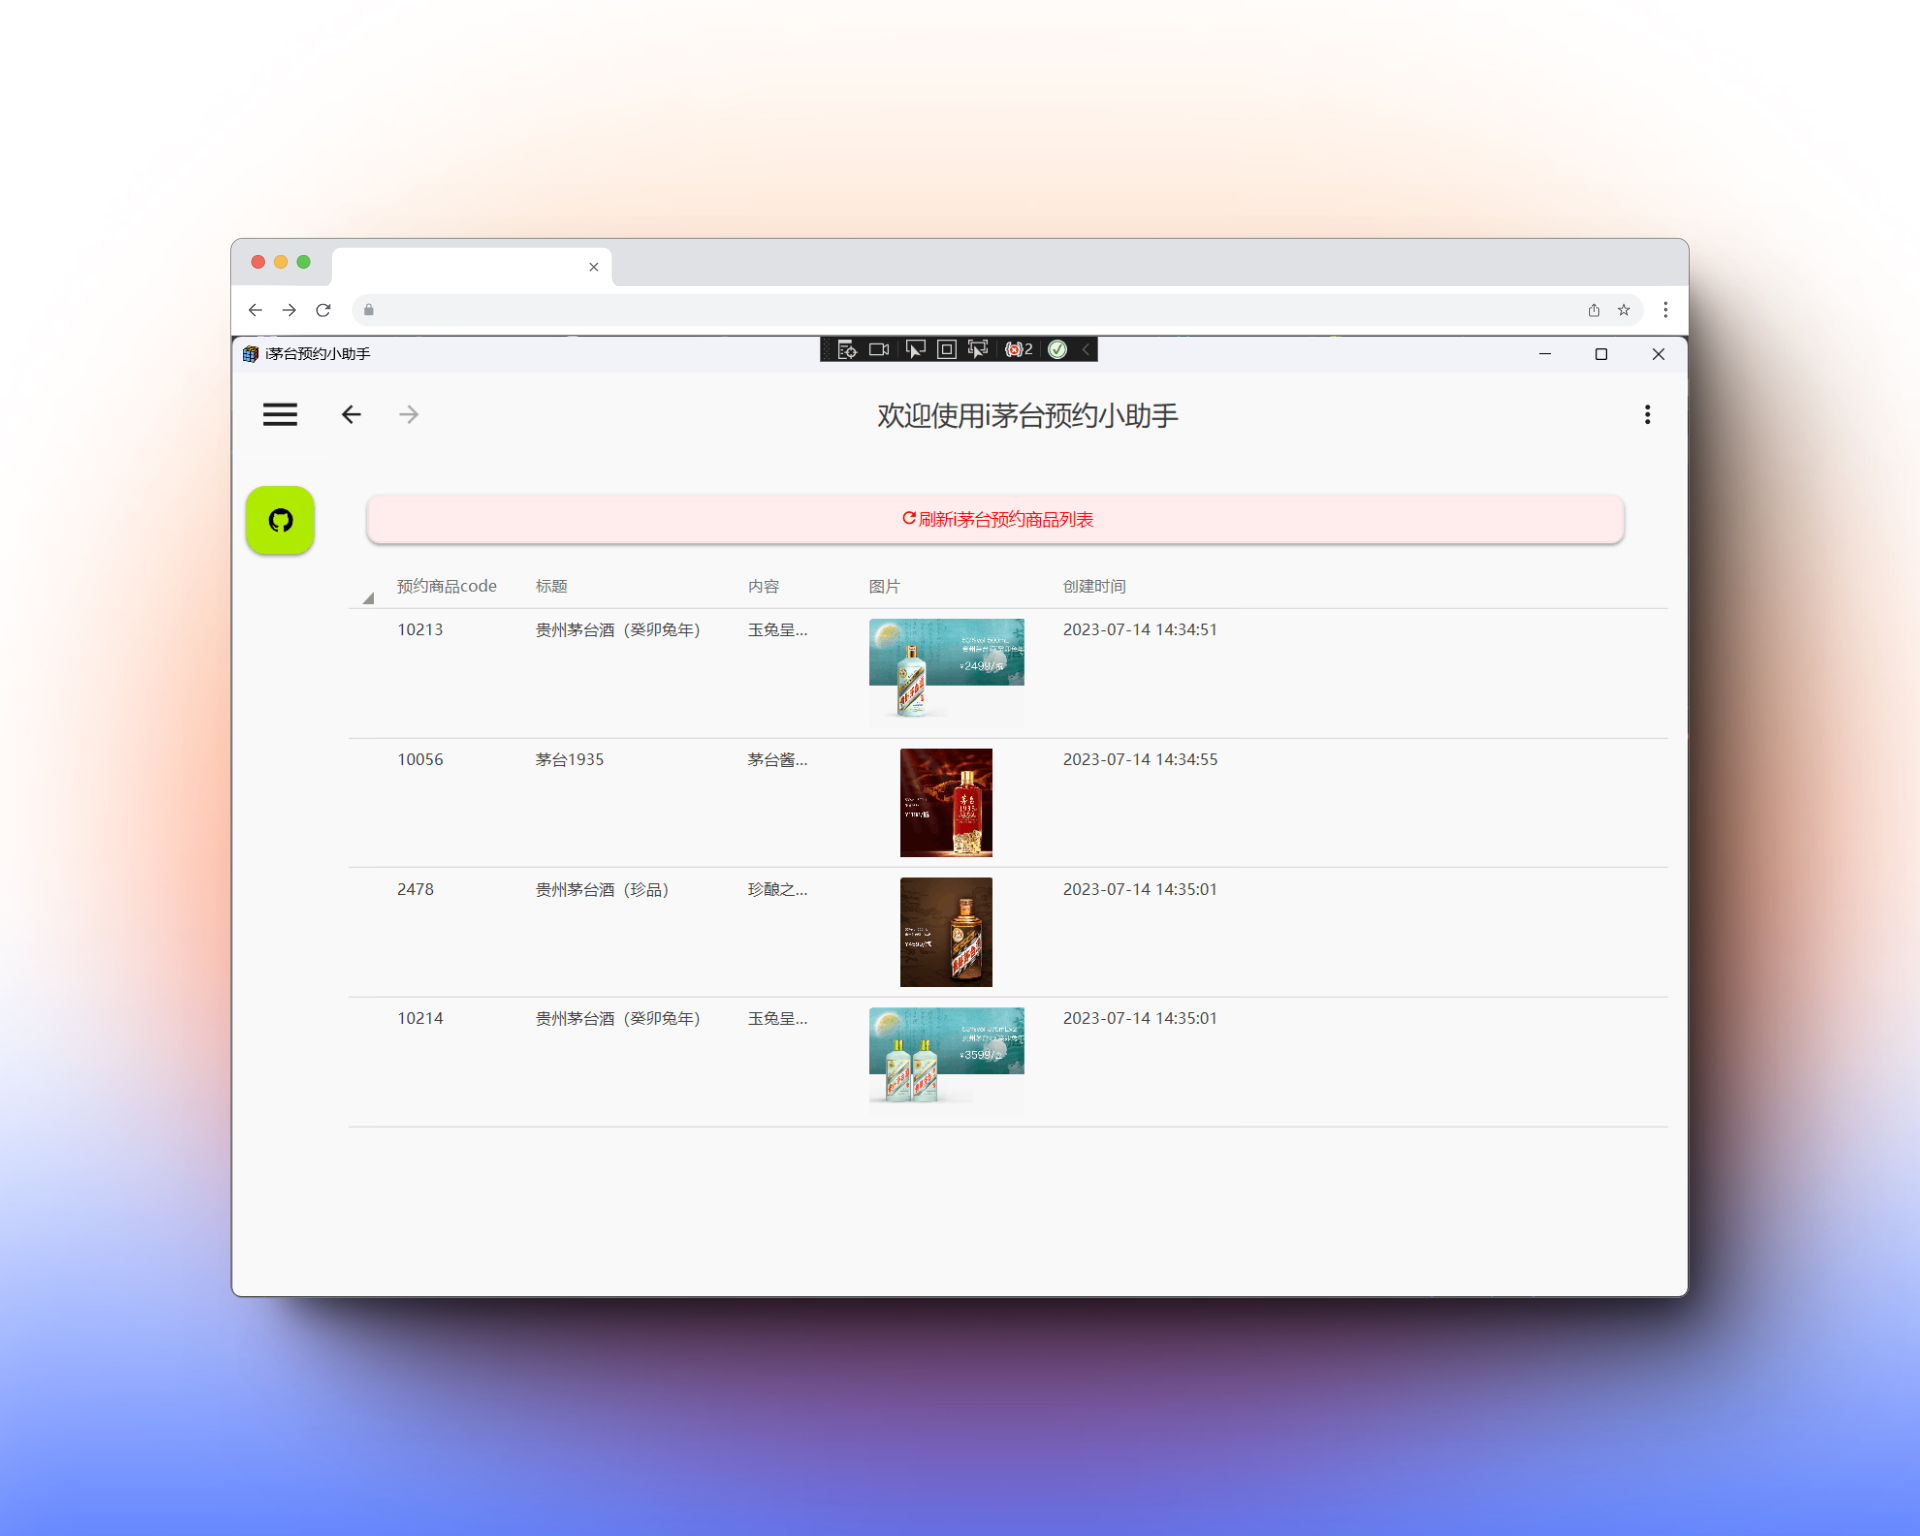 i茅台预约小助手
2
欢迎使用i茅台预约小助手
刷新i茅台预约商品列表
预约商品code 标题 内容 图片 创建时间
10213 贵州茅台酒（癸卯兔年） 玉兔呈... 2023-07-14 14:34:51
¥2499/瓶
10056 茅台1935 茅台酱... 2023-07-14 14:34:55
茅台
1935
2478 贵州茅台酒（珍品） 珍酿之... 2023-07-14 14:35:01
10214 贵州茅台酒（癸卯兔年） 玉兔呈... 2023-07-14 14:35:01
¥3599/盒